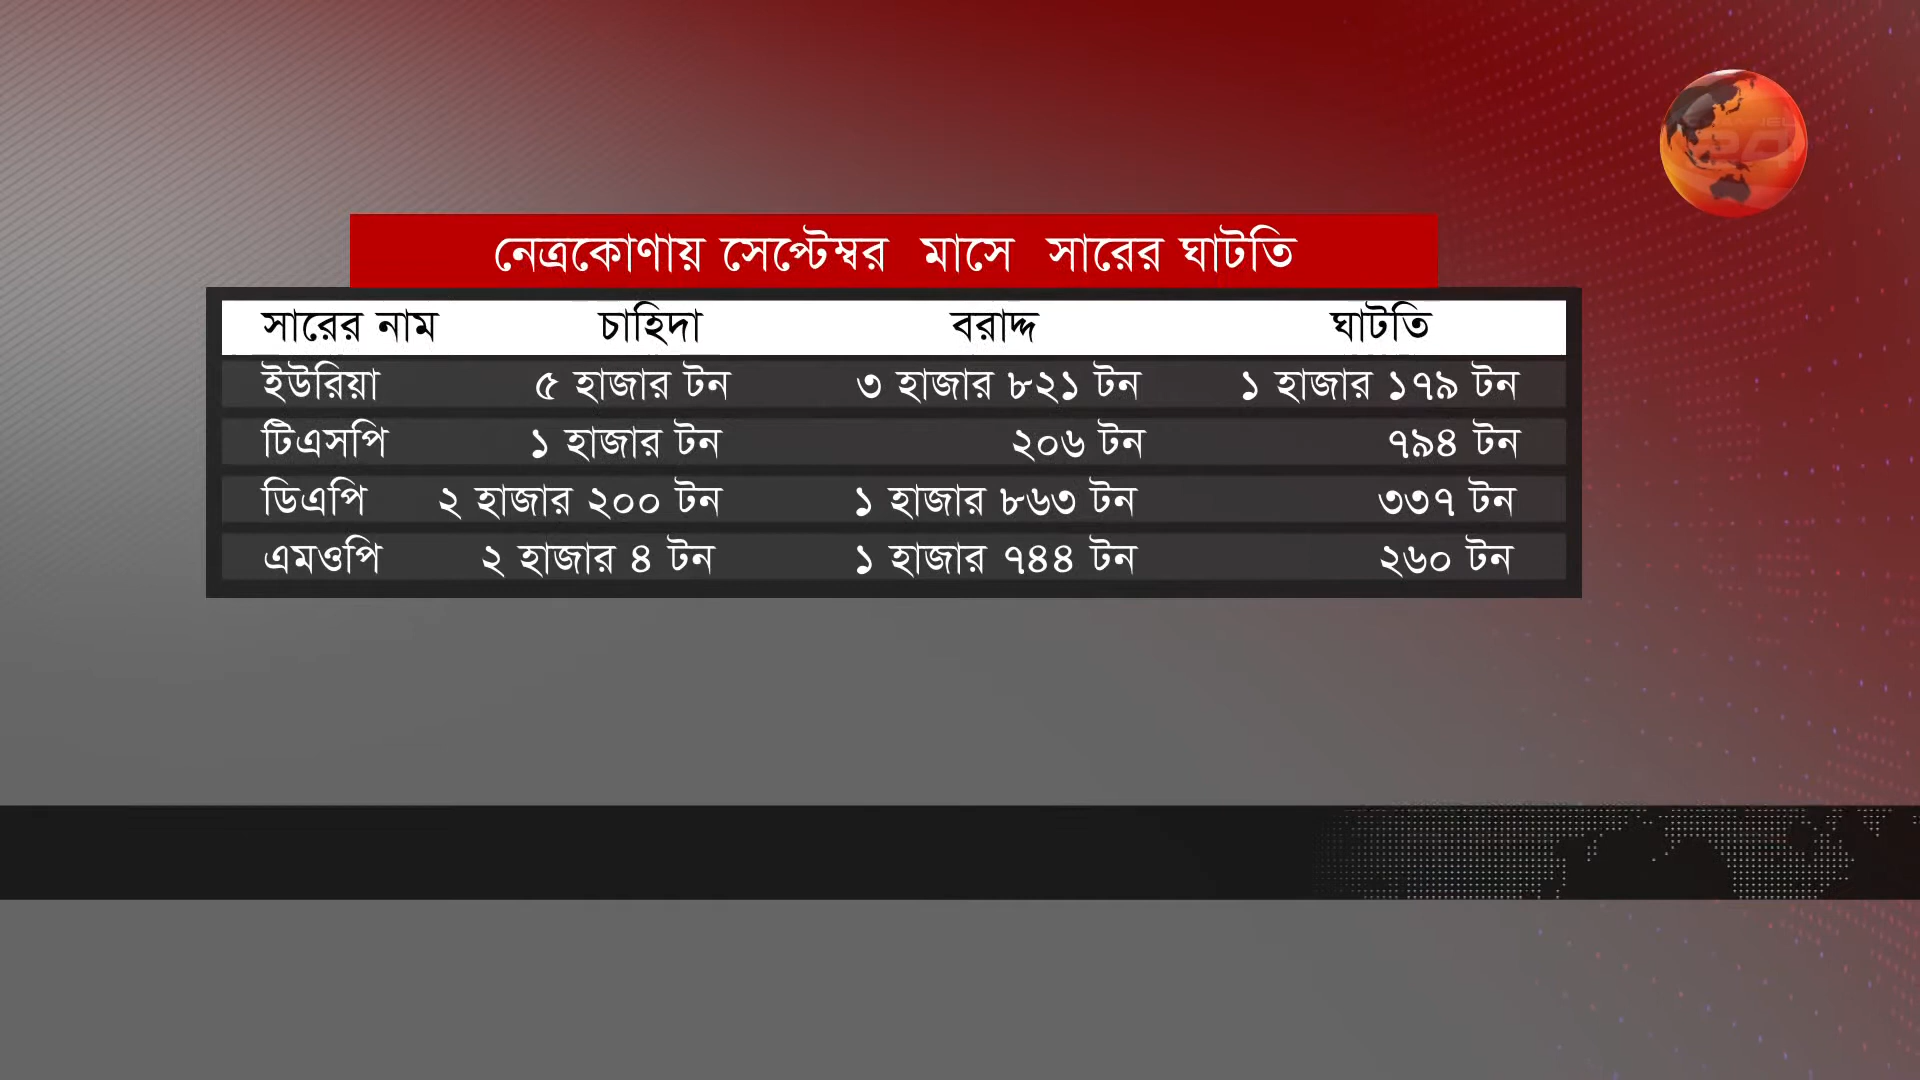 নেত্রকোণায় সেপ্টেম্বর মাসে সারের ঘাটতি
সারের নাম চাহিদা বরাদ্দ ঘাটতি
ইউরিয়া ৫ হাজার টন ৩ হাজার ৮২১ টন ১ হাজার ১৭৯ টন
টিএসপি ১ হাজার টন ২০৬ টন ৭৯৪ টন
ডিএপি ২ হাজার ২০০ টন ১ হাজার ৮৬৩ টন ৩৩৭ টন
এমওপি ২ হাজার ৪ টন ১ হাজার ৭৪৪ টন ২৬০ টন
24